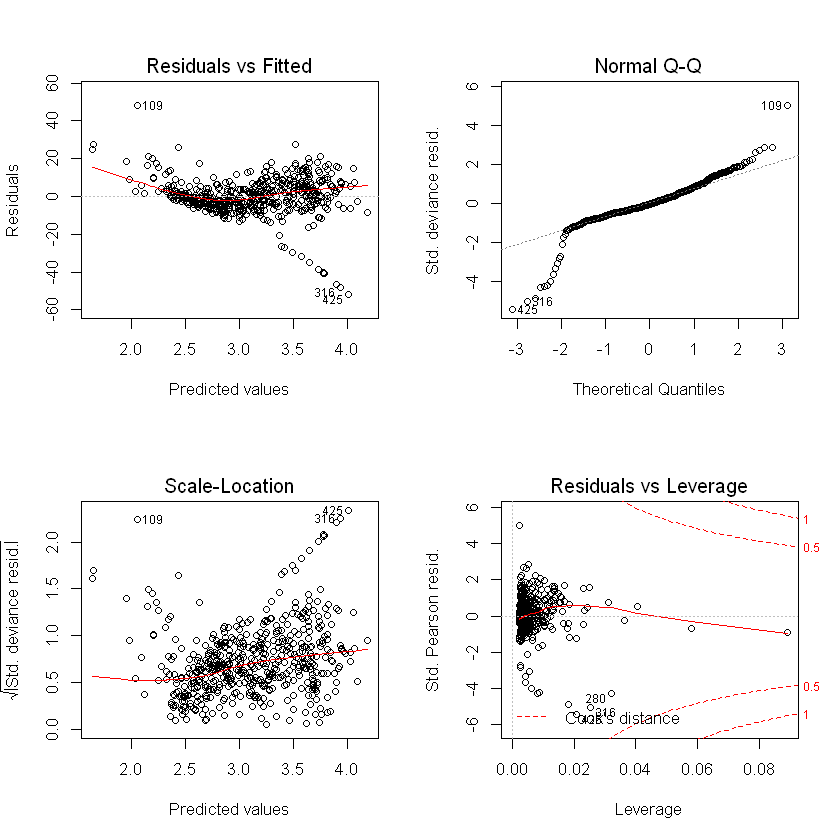 Residuals vs Fitted
Residuals
60
40
20
0
-20
-40
-60
109
316
425
2.0 2.5 3.0 3.5 4.0
Predicted values
Normal Q-Q
Std. deviance resid.
6
4
2
0
-2
-4
109
316
425
-3 -2 -1 0 1 2 3
Theoretical Quantiles
Scale-Location
√|Std. deviance resid.|
2.0
1.5
1.0
0.5
0.0
109
425
316
2.0 2.5 3.0 3.5 4.0
Predicted values
Residuals vs Leverage
Std. Pearson resid.
6
4
2
0
-2
-4
-6
1
0.5
0.5
1
280
316
425
Cook's distance
0.00 0.02 0.04 0.06 0.08
Leverage